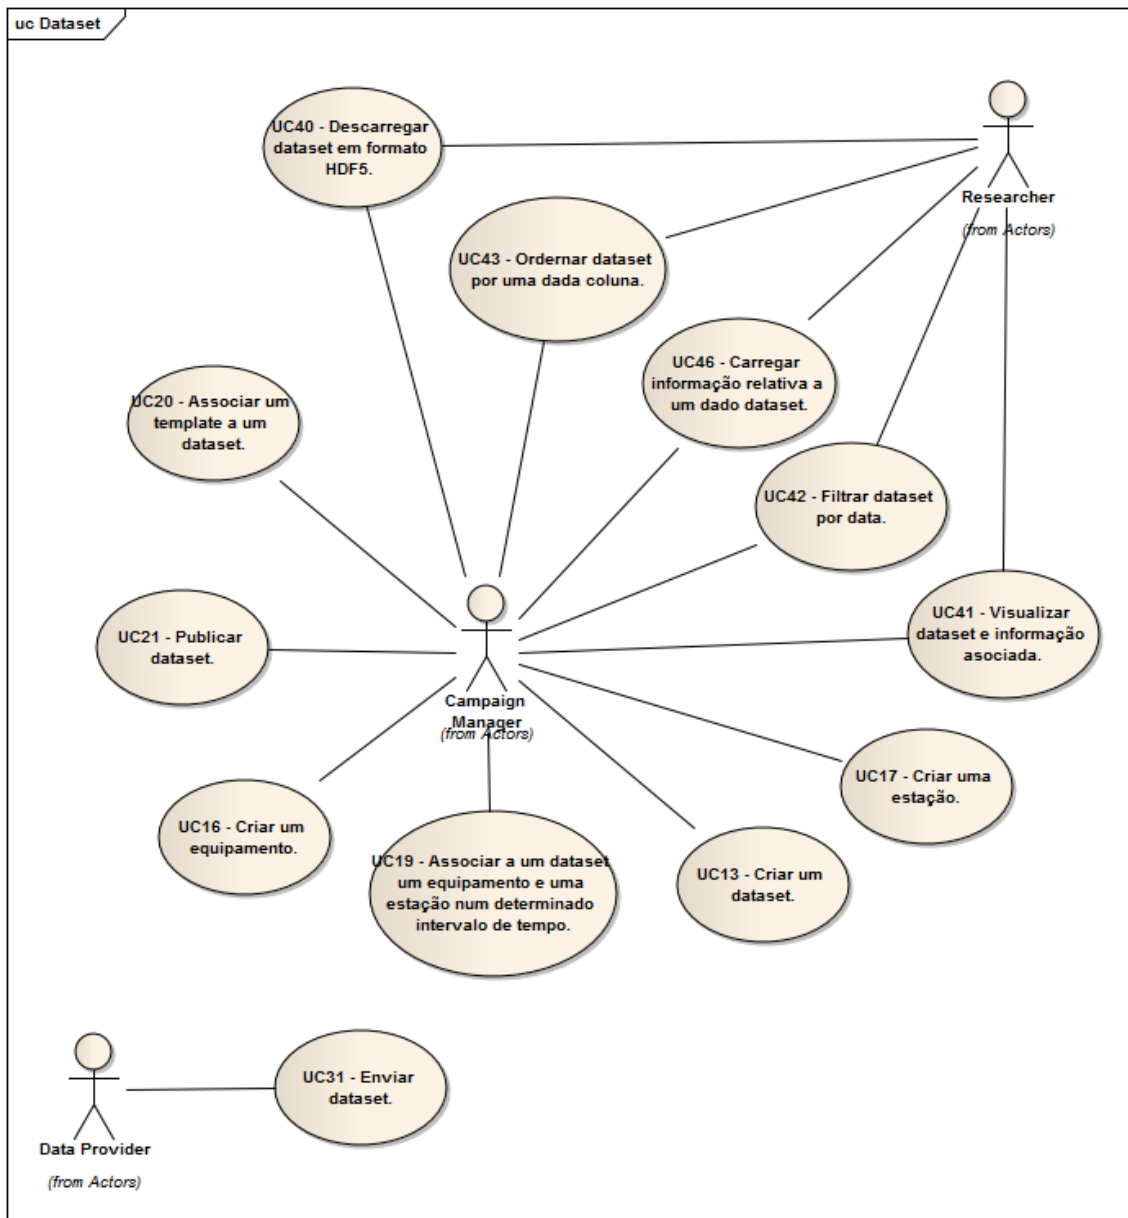 uc Dataset
UC40 - Descarregar
dataset em formato
HDF5.
Researcher
(from Actors)
UC43 - Ordernar dataset
por uma dada coluna.
UC46 - Carregar
informação relativa a
um dado dataset.
UC20 - Associar um
template a um
dataset.
UC42 - Filtrar dataset
por data.
UC21 - Publicar
dataset.
UC41 - Visualizar
dataset e informação
asociada.
Campaign
Manager
(from Actors)
UC17 - Criar uma
estação.
UC16 - Criar um
equipamento.
UC19 - Associar a um dataset
um equipamento e uma
estação num determinado
intervalo de tempo.
UC13 - Criar um
dataset.
UC31 - Enviar
dataset.
Data Provider
(from Actors)